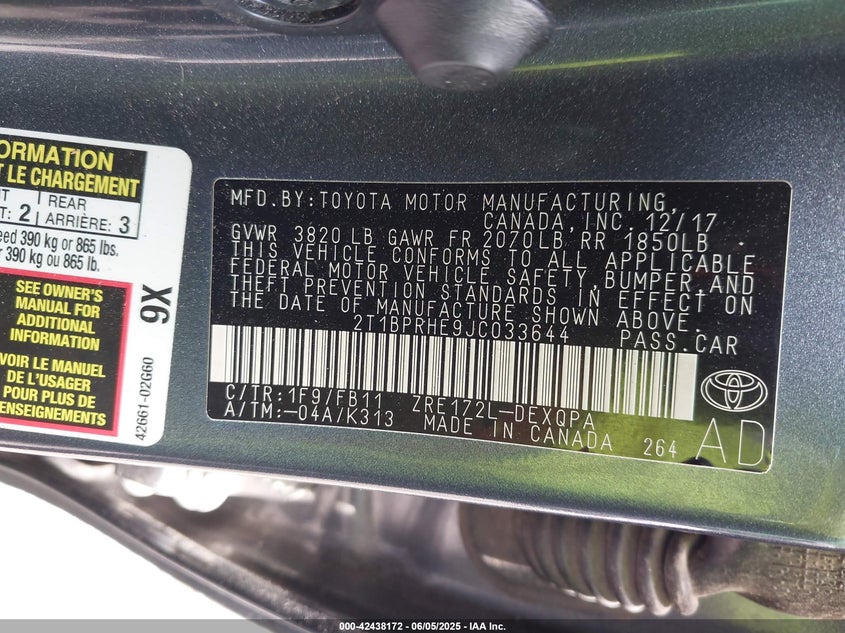 ORMATION
T LE CHARGEMENT
NT REAR
T: 2 ARRIÈRE: 3
eed 390 kg or 865 lbs.
r 390 kg ou 865 lb.
SEE OWNER'S
MANUAL FOR
ADDITIONAL
INFORMATION
VOIR LE MANUEL
DE L'USAGER
POUR PLUS DE
RENSEIGNEMENTS
9X
42661-02G60
MFD.BY:TOYOTA MOTOR MANUFACTURING,
CANADA,INC. 12/17
GVWR 3820 LB GAWR FR 2070LB RR 1850LB
THIS VEHICLE CONFORMS TO ALL APPLICABLE
FEDERAL MOTOR VEHICLE SAFETY,BUMPER,AND
THEFT PREVENTION STANDARDS IN EFFECT ON
THE DATE OF MANUFACTURE SHOWN ABOVE.
2T1BPRHE9JC033644 PASS.CAR
C/TR:1F9/FB11 ZRE172L-DEXQPA
A/TM:-04A/K313 MADE IN CANADA 264
AD
000-42438172 - 06/05/2025 - IAA Inc.